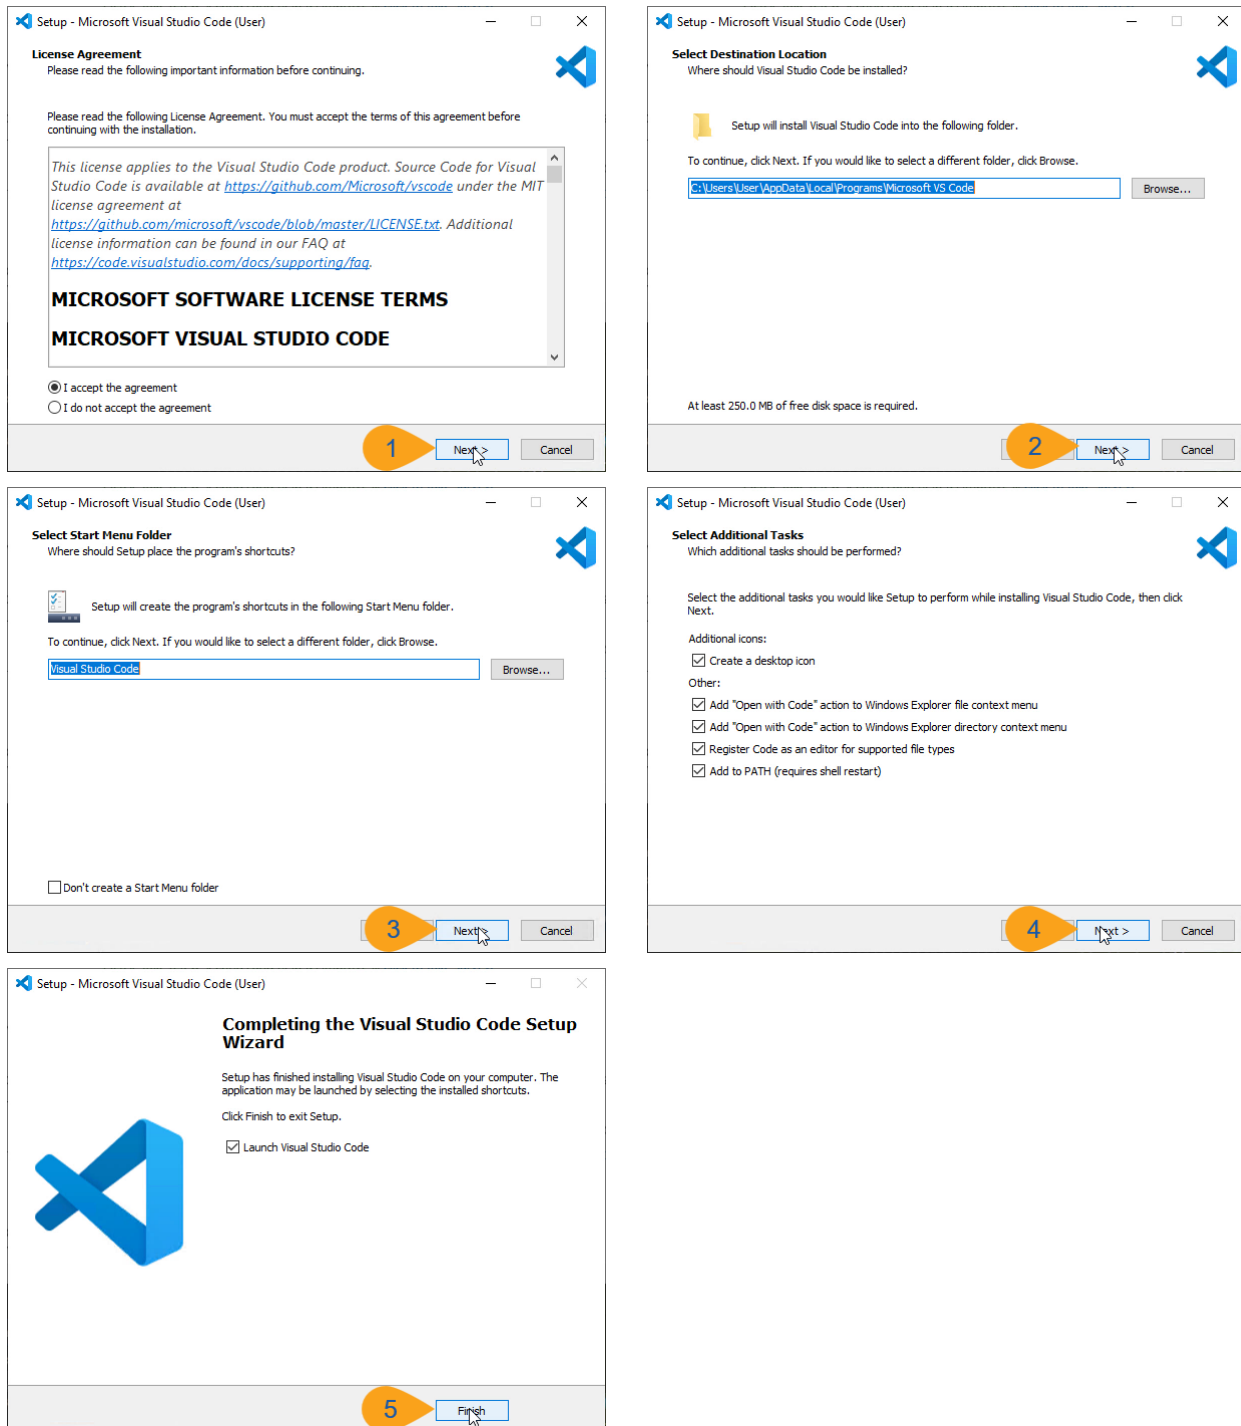 Setup - Microsoft Visual Studio Code (User)
License Agreement
Please read the following important information before continuing.
Please read the following License Agreement. You must accept the terms of this agreement before
continuing with the installation.
This license applies to the Visual Studio Code product. Source Code for Visual
Studio Code is available at https://github.com/Microsoft/vscode under the MIT
license agreement at
https://github.com/microsoft/vscode/blob/master/LICENSE.txt. Additional
license information can be found in our FAQ at
https://code.visualstudio.com/docs/supporting/faq.
MICROSOFT SOFTWARE LICENSE TERMS
MICROSOFT VISUAL STUDIO CODE
I accept the agreement
I do not accept the agreement
1
Next >
Cancel
Setup - Microsoft Visual Studio Code (User)
Select Destination Location
Where should Visual Studio Code be installed?
Setup will install Visual Studio Code into the following folder.
To continue, click Next. If you would like to select a different folder, click Browse.
C:\Users\User\AppData\Local\Programs\Microsoft VS Code
Browse...
At least 250.0 MB of free disk space is required.
2
Next >
Cancel
Setup - Microsoft Visual Studio Code (User)
Select Start Menu Folder
Where should Setup place the program's shortcuts?
Setup will create the program's shortcuts in the following Start Menu folder.
To continue, click Next. If you would like to select a different folder, click Browse.
Visual Studio Code
Browse...
Don't create a Start Menu folder
3
Next >
Cancel
Setup - Microsoft Visual Studio Code (User)
Select Additional Tasks
Which additional tasks should be performed?
Select the additional tasks you would like Setup to perform while installing Visual Studio Code, then click
Next.
Additional icons:
Create a desktop icon
Other:
Add "Open with Code" action to Windows Explorer file context menu
Add "Open with Code" action to Windows Explorer directory context menu
Register Code as an editor for supported file types
Add to PATH (requires shell restart)
4
Next >
Cancel
Setup - Microsoft Visual Studio Code (User)
Completing the Visual Studio Code Setup
Wizard
Setup has finished installing Visual Studio Code on your computer. The
application may be launched by selecting the installed shortcuts.
Click Finish to exit Setup.
Launch Visual Studio Code
5
Finish